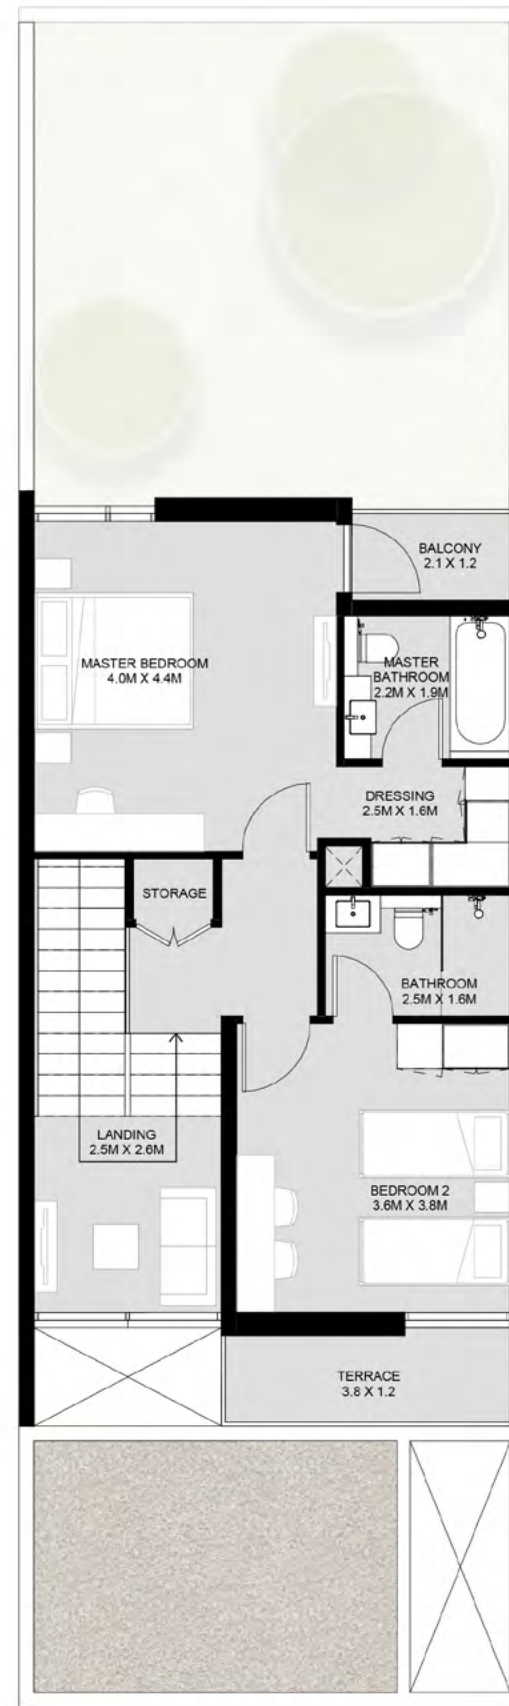 BALCONY
2.1 X 1.2
MASTER BEDROOM
4.0M X 4.4M
MASTER
BATHROOM
2.2M X 1.9M
DRESSING
2.5M X 1.6M
STORAGE
BATHROOM
2.5M X 1.6M
LANDING
2.5M X 2.6M
BEDROOM 2
3.6M X 3.8M
TERRACE
3.8 X 1.2